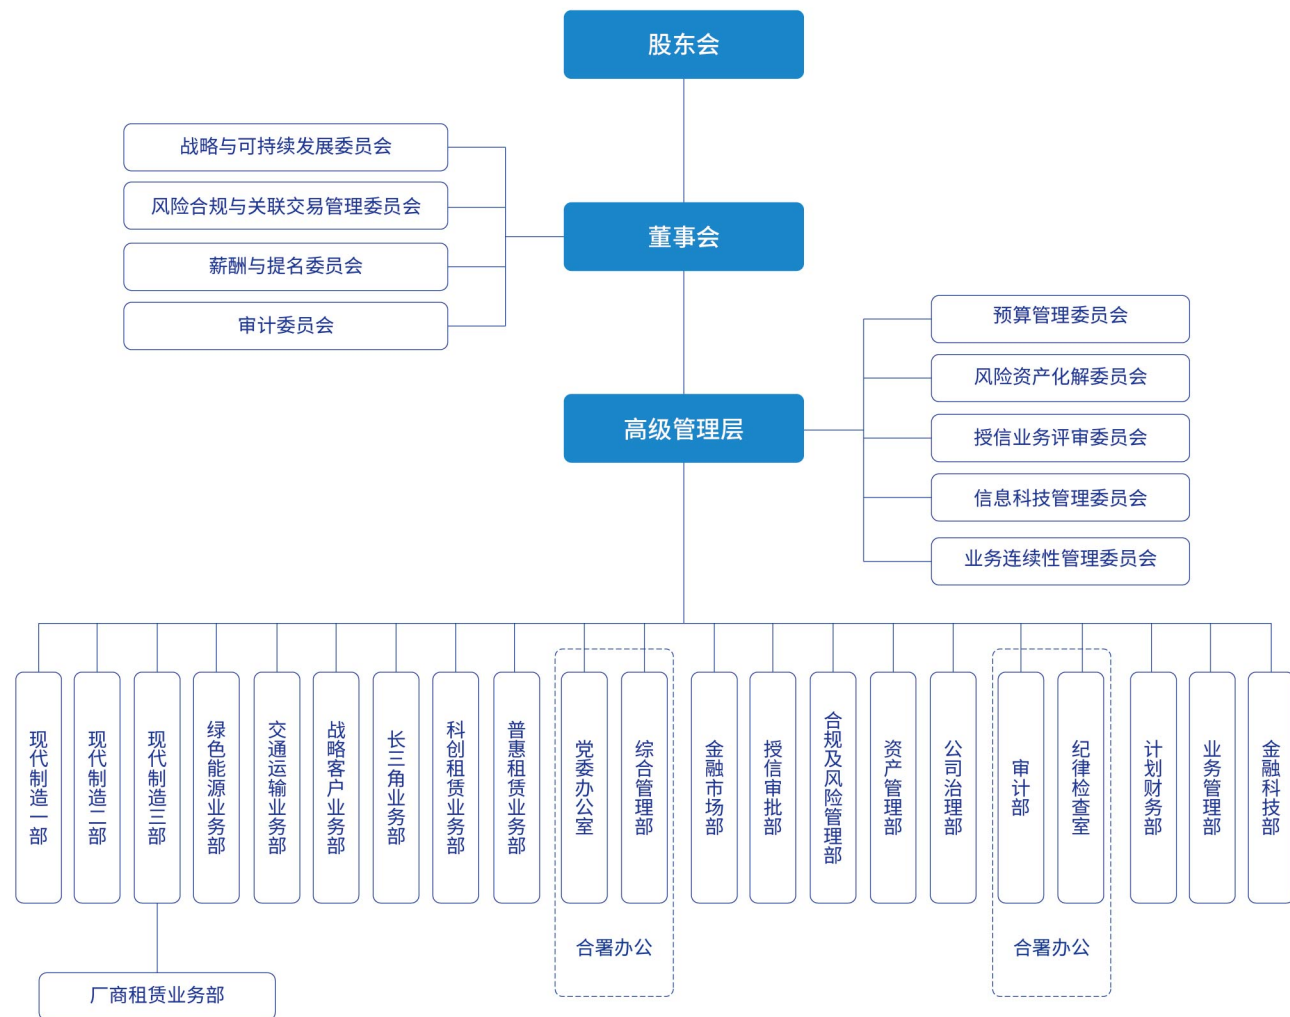 股东会
战略与可持续发展委员会
风险合规与关联交易管理委员会
薪酬与提名委员会
审计委员会
董事会
预算管理委员会
风险资产化解委员会
授信业务评审委员会
信息科技管理委员会
业务连续性管理委员会
高级管理层
现代制造一部
现代制造二部
现代制造三部
绿色能源业务部
交通运输业务部
战略客户业务部
长三角业务部
科创租赁业务部
普惠租赁业务部
党委办公室
综合管理部
金融市场部
授信审批部
合规及风险管理部
资产管理部
公司治理部
审计部
纪律检查室
计划财务部
业务管理部
金融科技部
合署办公
合署办公
厂商租赁业务部